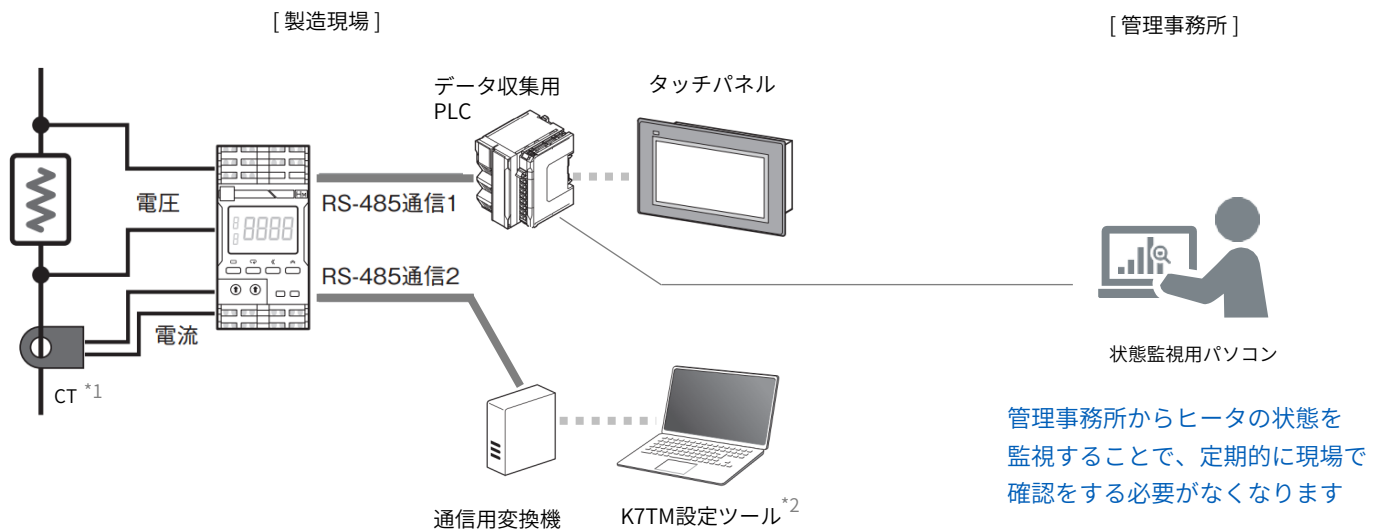 [ 製造現場 ]
[ 管理事務所 ]
データ収集用
PLC
タッチパネル
電圧
RS-485通信1
RS-485通信2
電流
CT *1
状態監視用パソコン
管理事務所からヒータの状態を
監視することで、定期的に現場で
確認をする必要がなくなります
通信用変換機
K7TM設定ツール*2